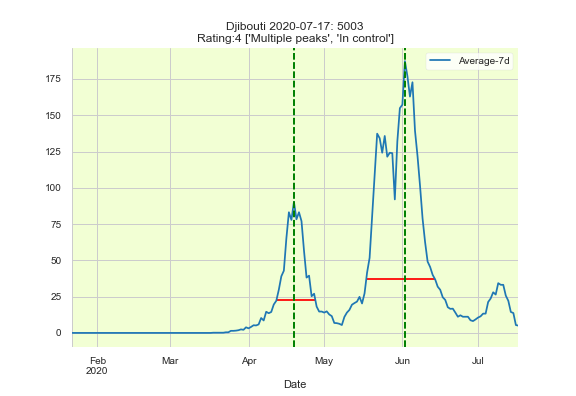 Djibouti 2020-07-17: 5003
Rating:4 ['Multiple peaks', 'In control']
Average-7d
175
150
125
100
75
50
25
0
Feb
2020
Mar
Apr
May
Jun
Jul
Date